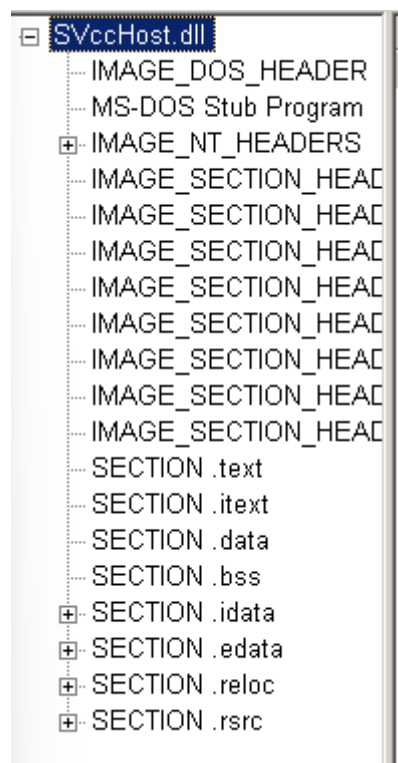 SVccHost.dll
IMAGE_DOS_HEADER
MS-DOS Stub Program
IMAGE_NT_HEADERS
IMAGE_SECTION_HEAD
IMAGE_SECTION_HEAD
IMAGE_SECTION_HEAD
IMAGE_SECTION_HEAD
IMAGE_SECTION_HEAD
IMAGE_SECTION_HEAD
IMAGE_SECTION_HEAD
IMAGE_SECTION_HEAD
SECTION .text
SECTION .itext
SECTION .data
SECTION .bss
SECTION .idata
SECTION .edata
SECTION .reloc
SECTION .rsrc